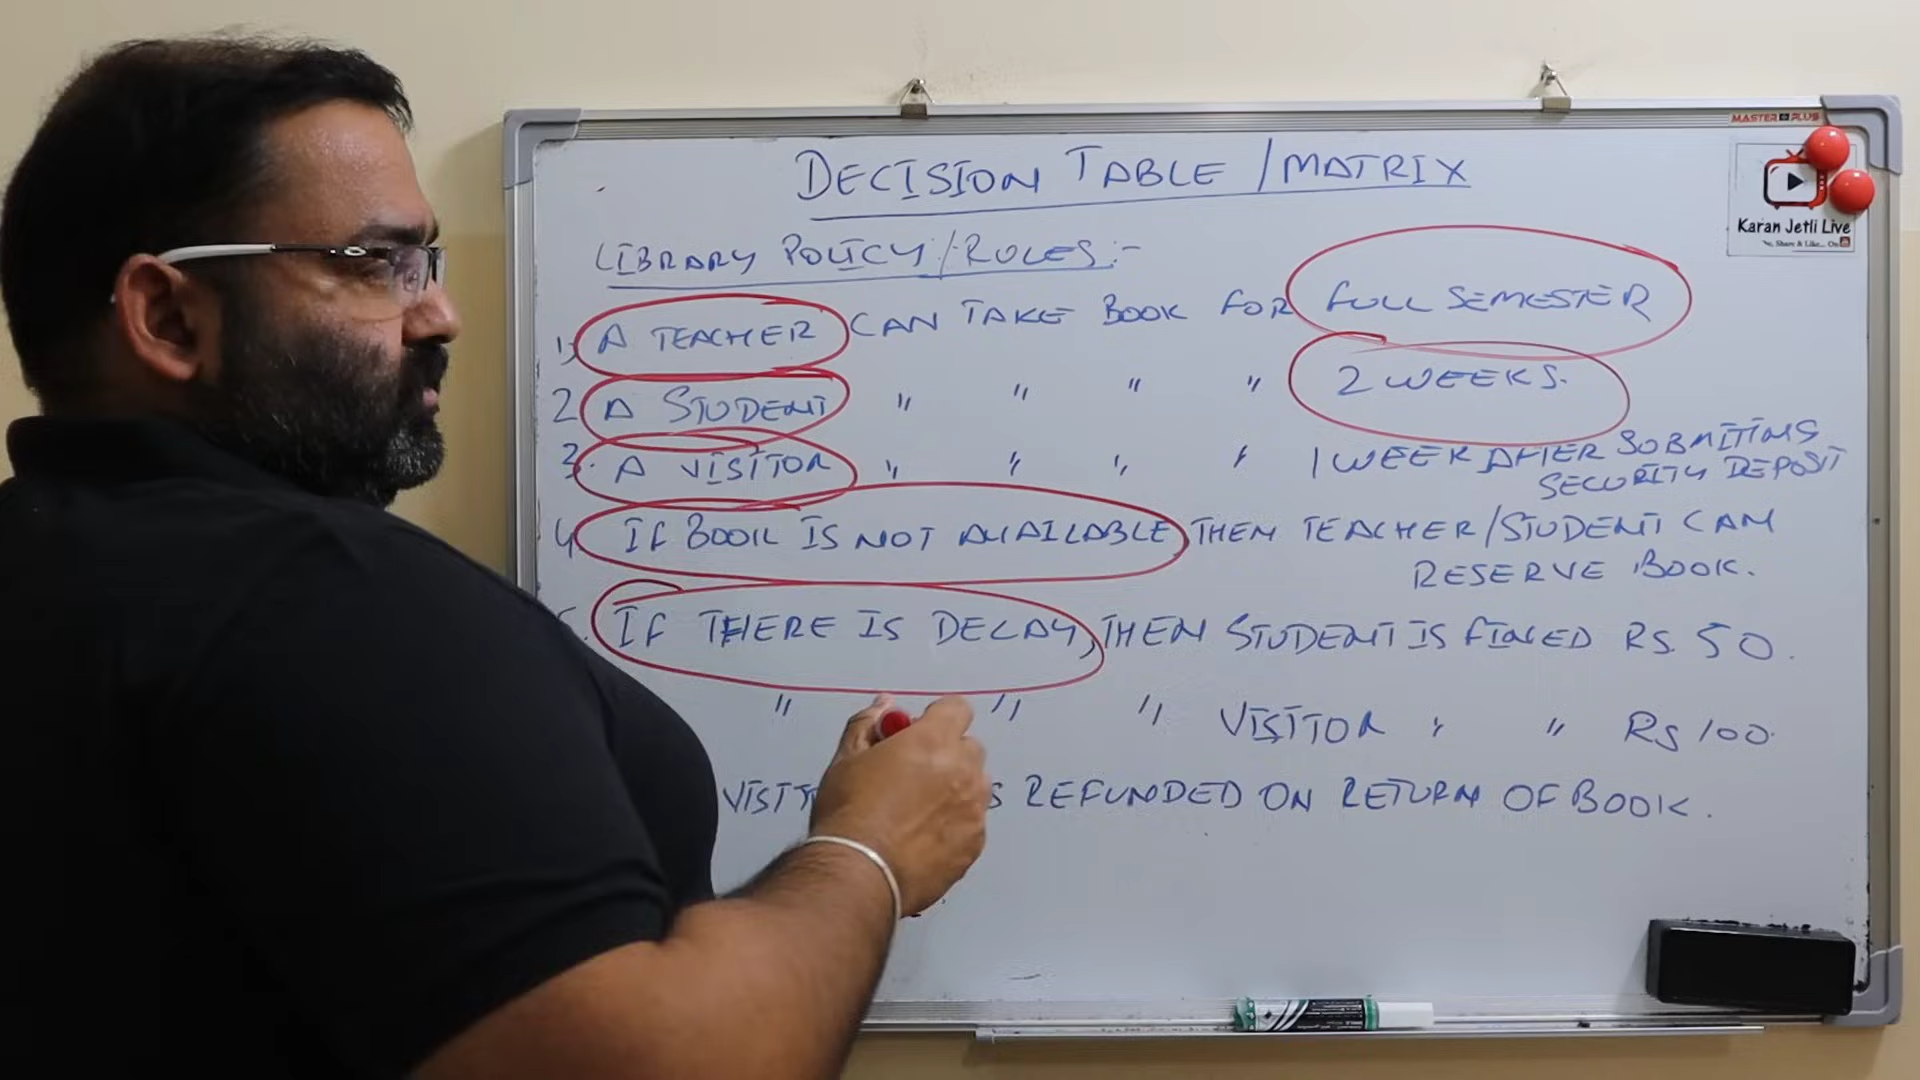 MASTER PLUS
DECISION TABLE / MATRIX
Karan Jetli Live
LIBRARY POLICY / RULES :-
1, A TEACHER CAN TAKE BOOK FOR FULL SEMESTER
2 A STUDENT " " " " 2 WEEKS.
3. A VISITOR " " " " 1 WEEK AFTER SUBMITING
SECURITY DEPOSIT
4. IF BOOK IS NOT AVAILABLE THEN TEACHER/STUDENT CAN
RESERVE BOOK.
IF THERE IS DELAY, THEN STUDENT IS FINED RS. 50.
" " " VISITOR " " RS 100.
REFUNDED ON RETURN OF BOOK.